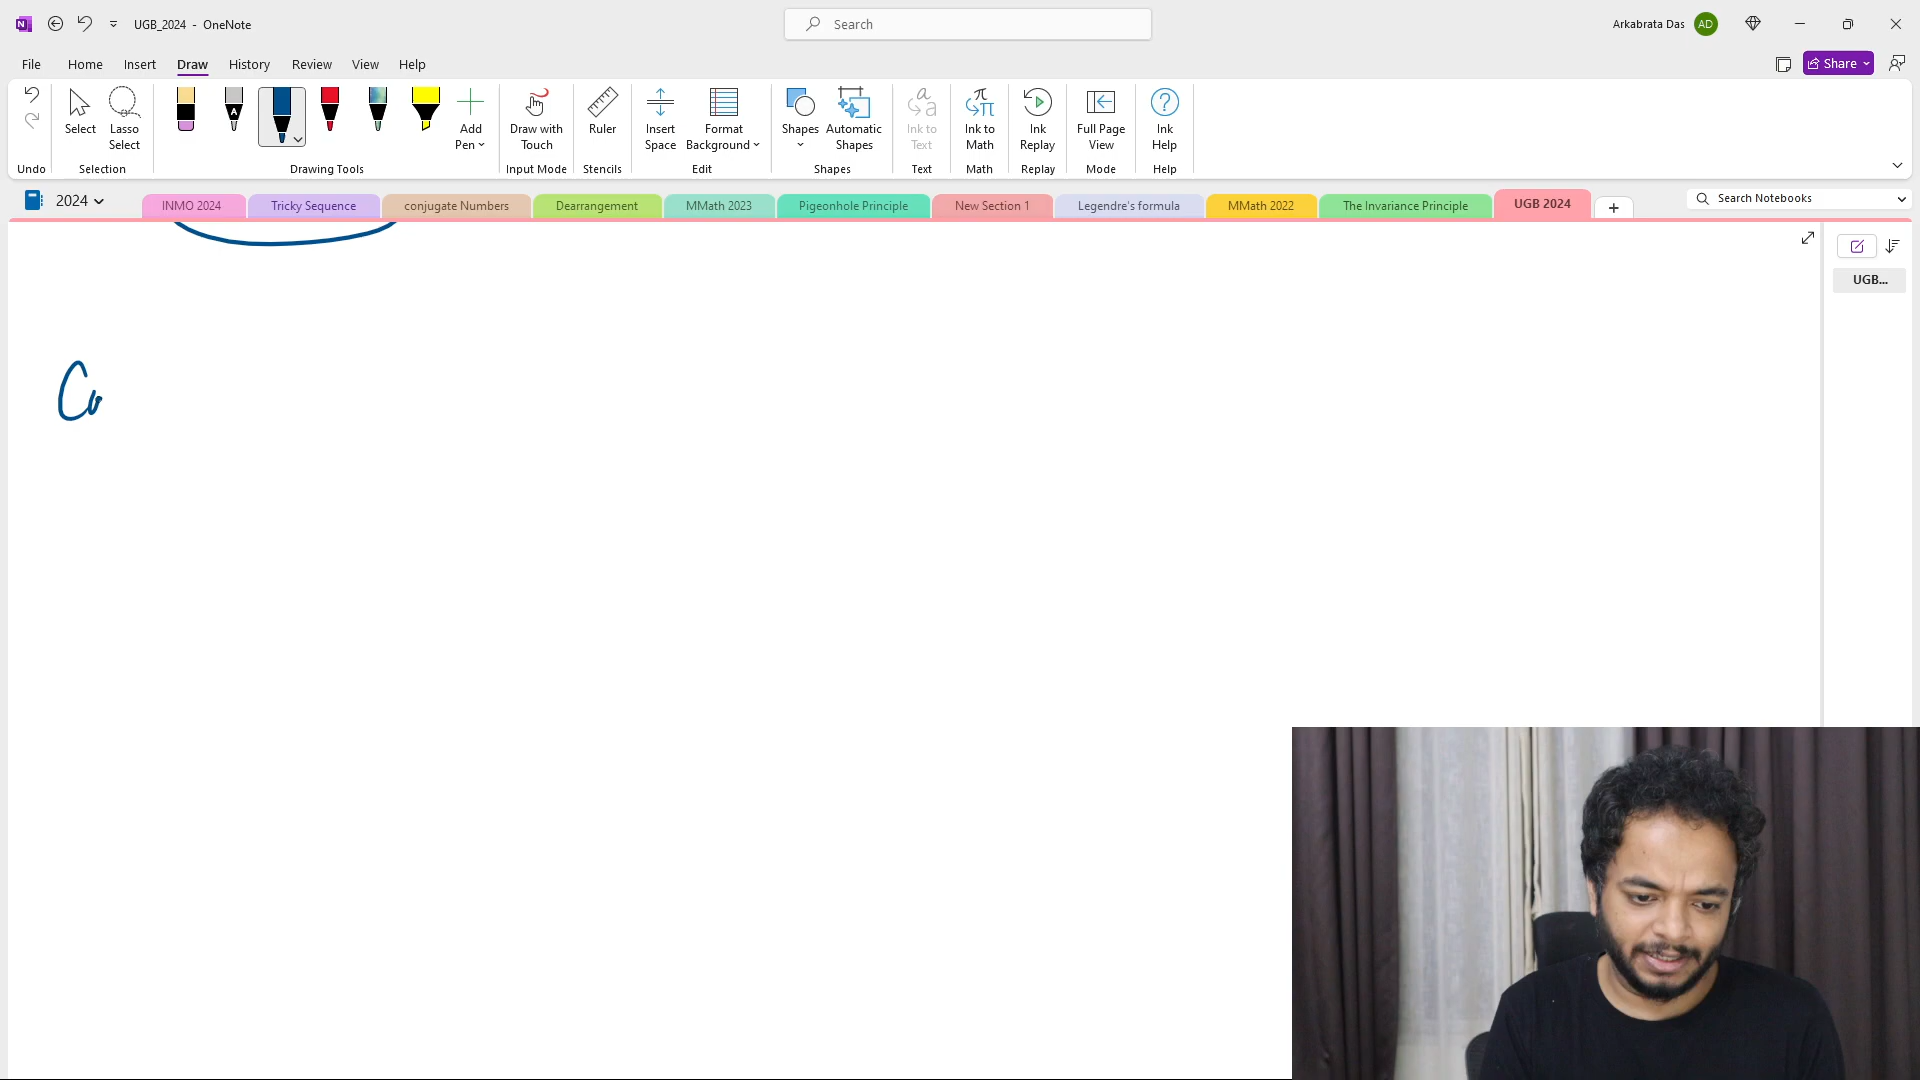 UGB_2024 - OneNote
Search
Arkabrata Das AD
File Home Insert Draw History Review View Help
Share
Select
Lasso Select
Add Pen
Draw with Touch
Ruler
Insert Space
Format Background
Shapes
Automatic Shapes
Ink to Text
Ink to Math
Ink Replay
Full Page View
Ink Help
Undo Selection Drawing Tools Input Mode Stencils Edit Shapes Text Math Replay Mode Help
2024
INMO 2024 Tricky Sequence conjugate Numbers Dearrangement MMath 2023 Pigeonhole Principle New Section 1 Legendre's formula MMath 2022 The Invariance Principle UGB 2024
Search Notebooks
UGB...